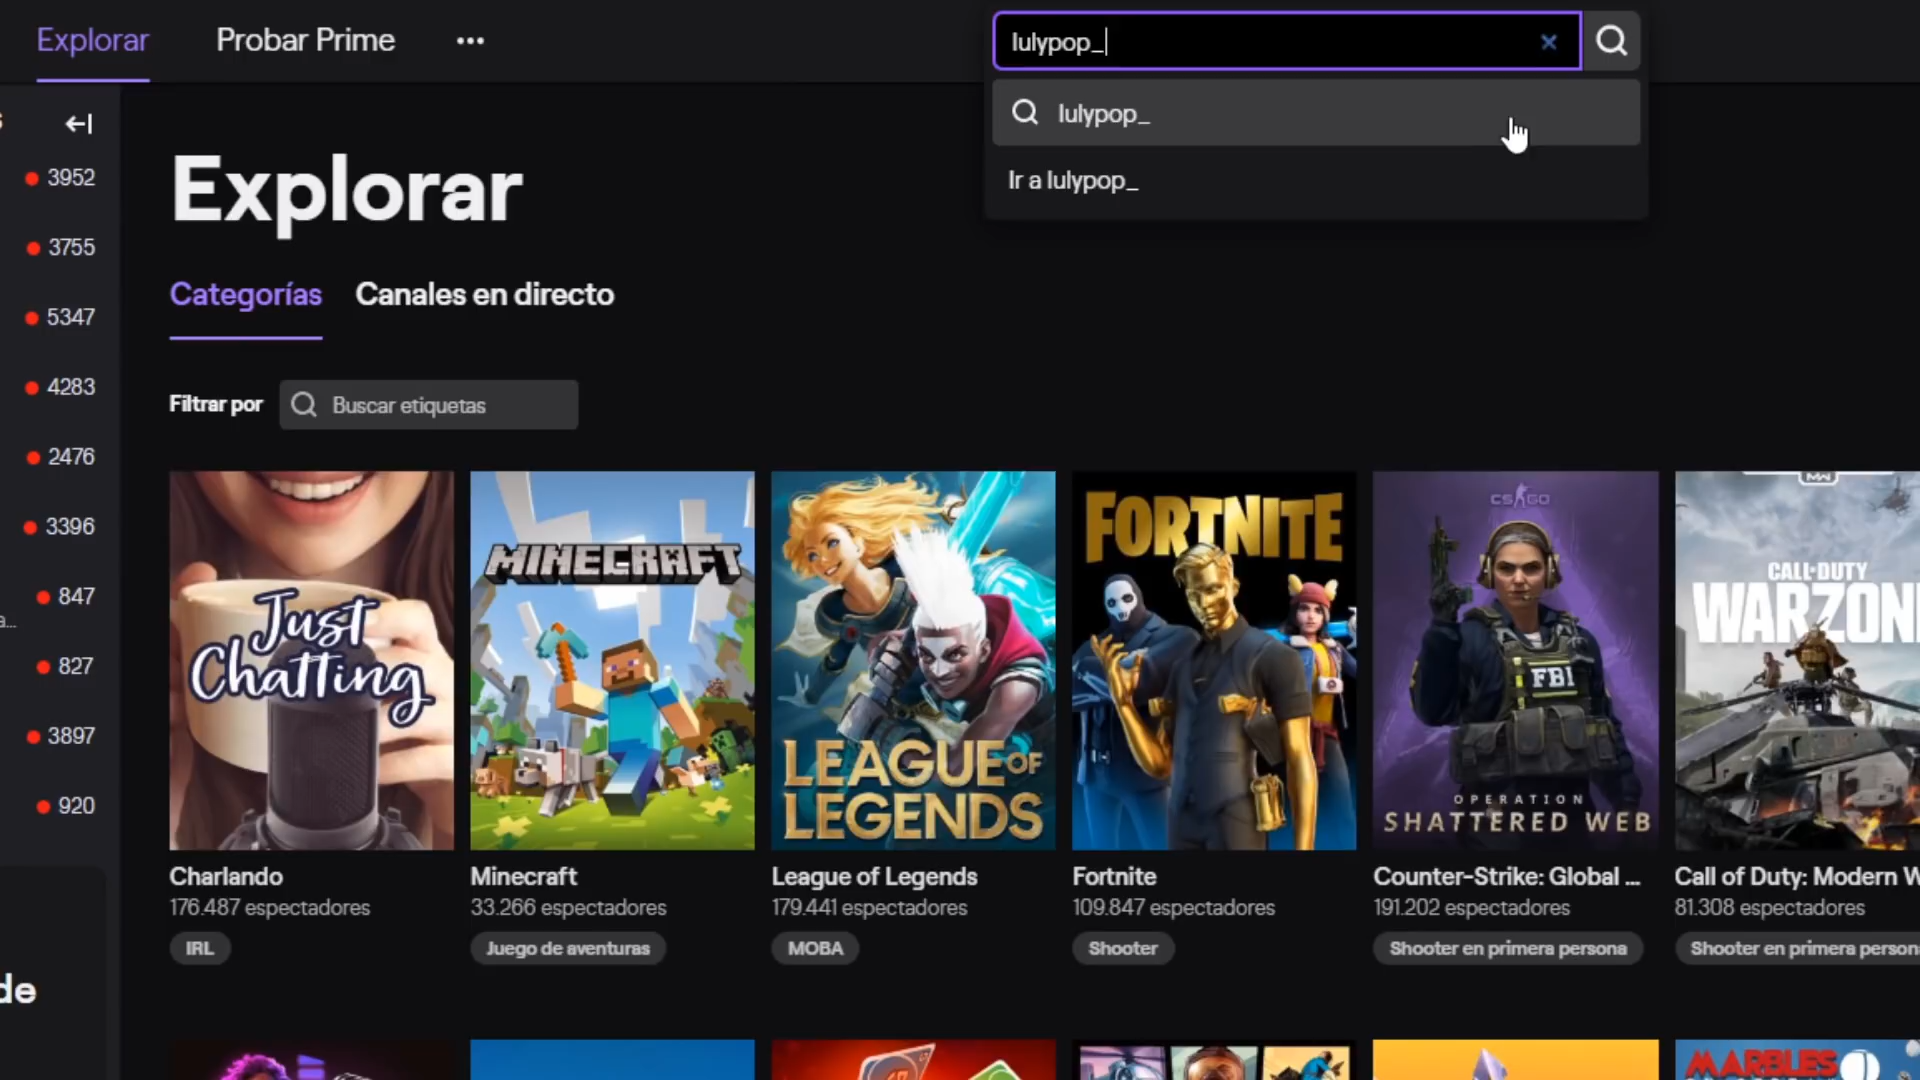 Explorar
Probar Prime
lulypop_
lulypop_
Ir a lulypop_
3952
3755
5347
4283
2476
3396
847
a...
827
3897
920
de
Explorar
Categorías
Canales en directo
Filtrar por
Buscar etiquetas
Just
Chatting
MINECRAFT
LEAGUE OF
LEGENDS
FORTNITE
CS GO
FBI
OPERATION
SHATTERED WEB
MW
CALL OF DUTY
WARZON
Charlando
176.487 espectadores
IRL
Minecraft
33.266 espectadores
Juego de aventuras
League of Legends
179.441 espectadores
MOBA
Fortnite
109.847 espectadores
Shooter
Counter-Strike: Global ...
191.202 espectadores
Shooter en primera persona
Call of Duty: Modern W
81.308 espectadores
Shooter en primera person
MARBLES